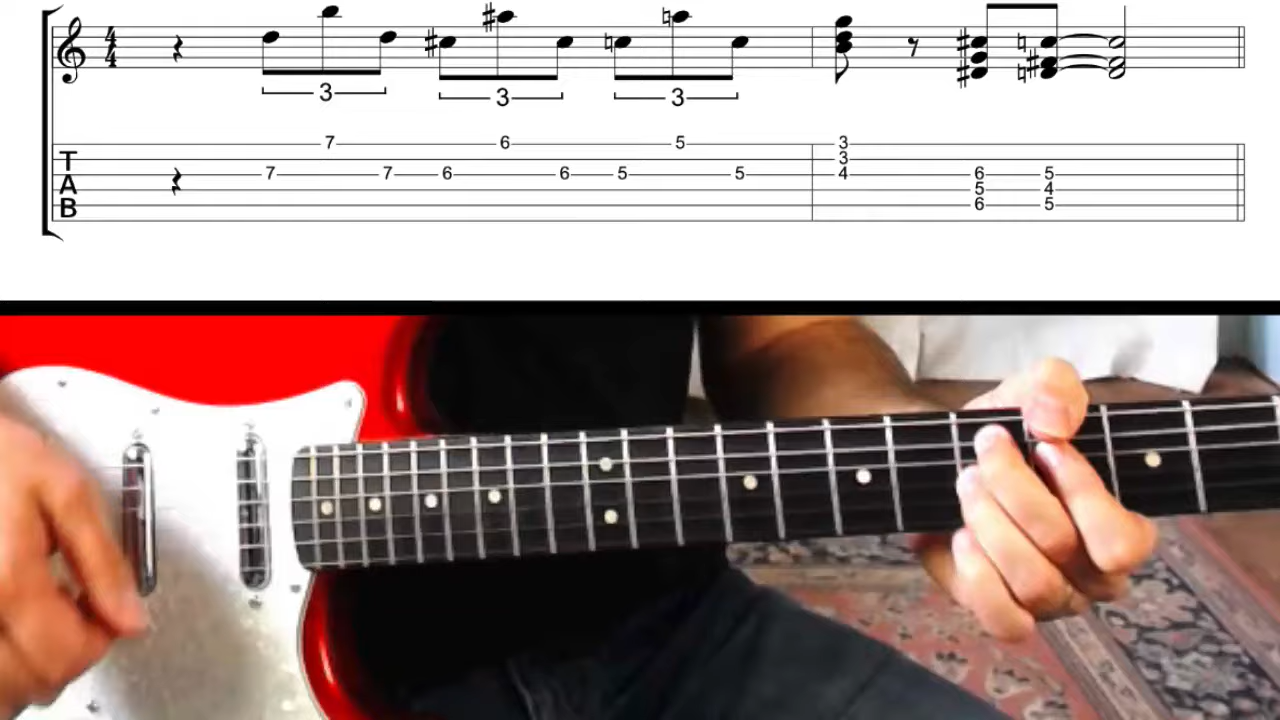 4
4
3 3 3
7 6 5 3
T 3
7 7 6 6 5 5 4 6 5
A 5 4
B 6 5